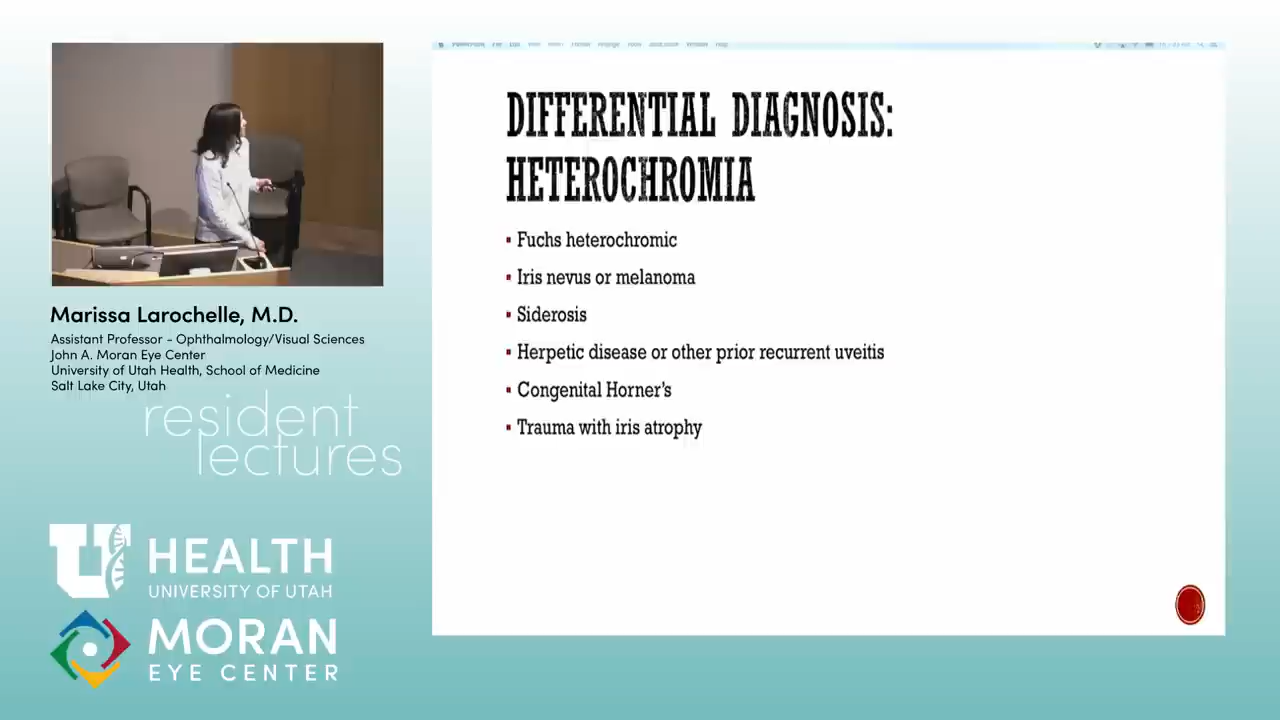 DIFFERENTIAL DIAGNOSIS:
HETEROCHROMIA
▪ Fuchs heterochromic
▪ Iris nevus or melanoma
▪ Siderosis
▪ Herpetic disease or other prior recurrent uveitis
▪ Congenital Horner's
▪ Trauma with iris atrophy
Marissa Larochelle, M.D.
Assistant Professor - Ophthalmology/Visual Sciences
John A. Moran Eye Center
University of Utah Health, School of Medicine
Salt Lake City, Utah
resident
lectures
U HEALTH
UNIVERSITY OF UTAH
MORAN
EYE CENTER